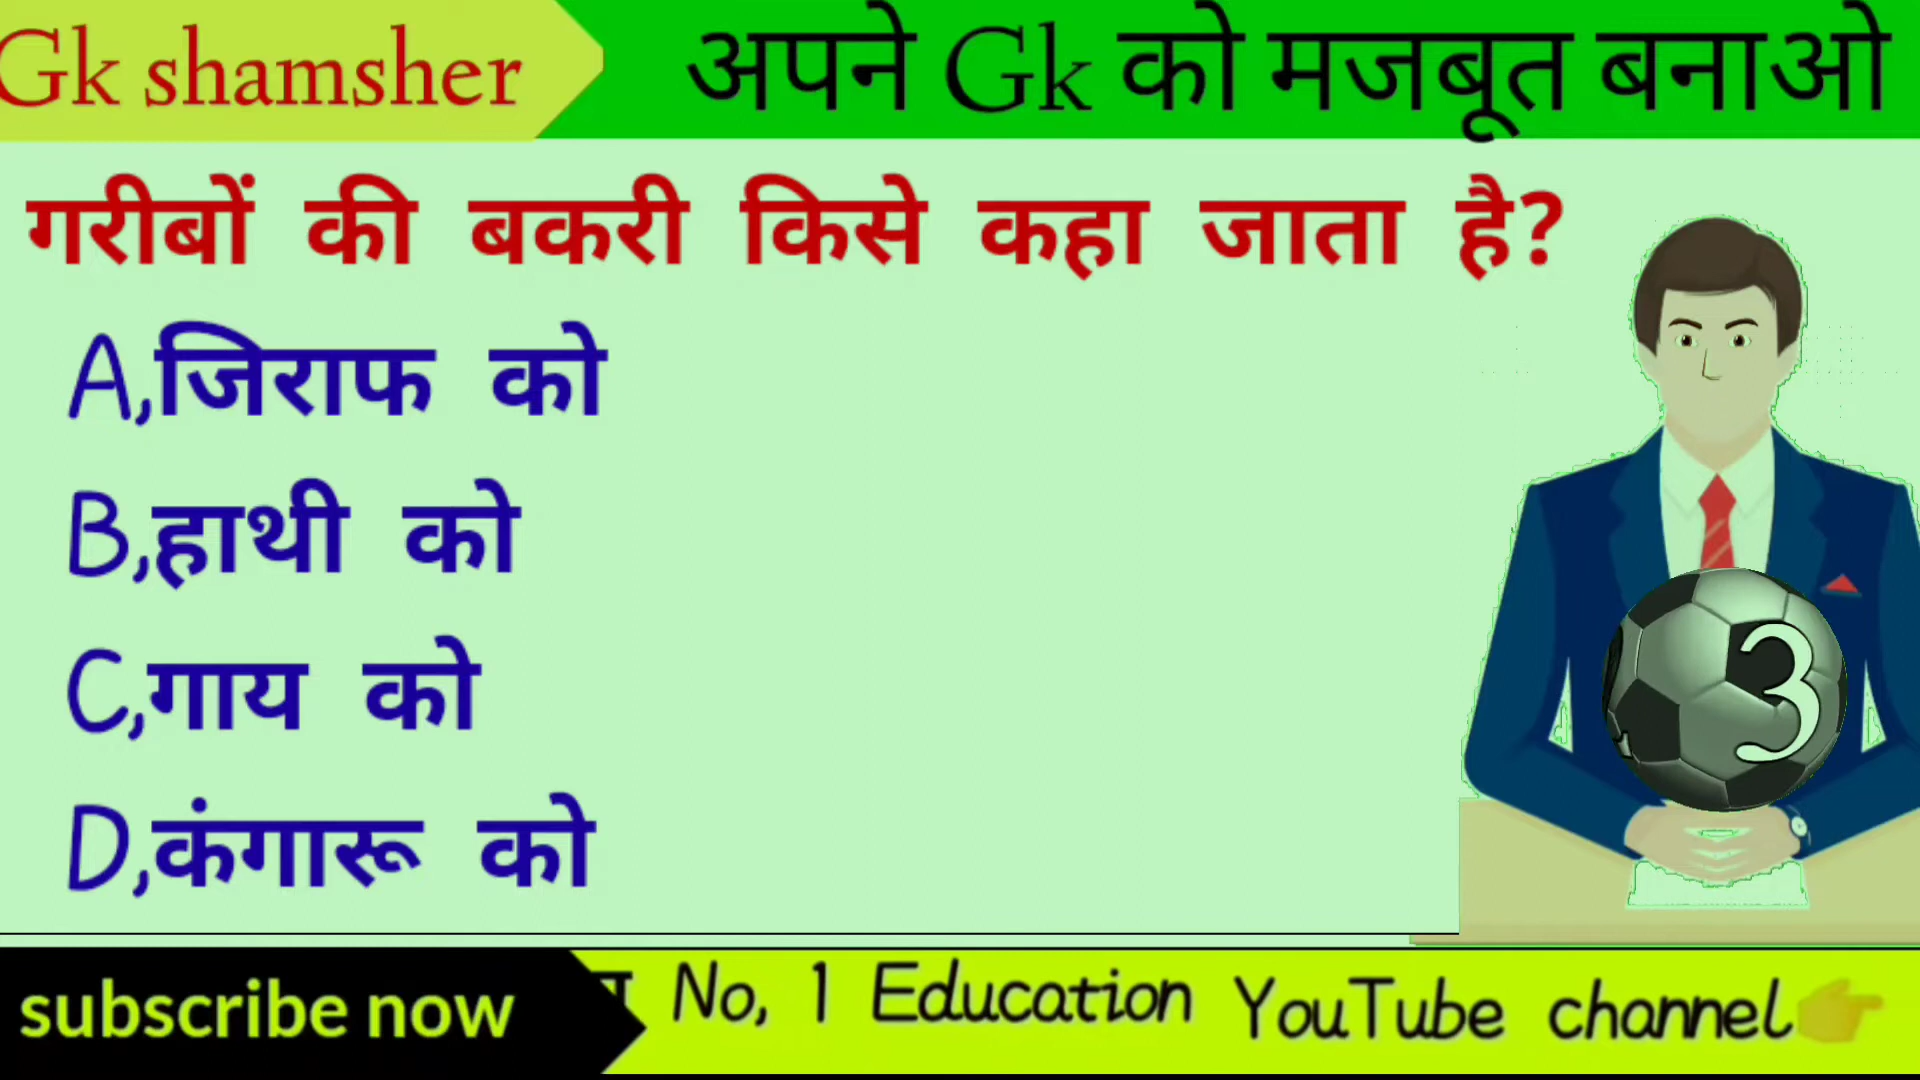 Gk shamsher
अपने Gk को मजबूत बनाओ
गरीबों की बकरी किसे कहा जाता है?
A,जिराफ को
B,हाथी को
C,गाय को
D,कंगारू को
3
subscribe now
No, 1 Education YouTube channel